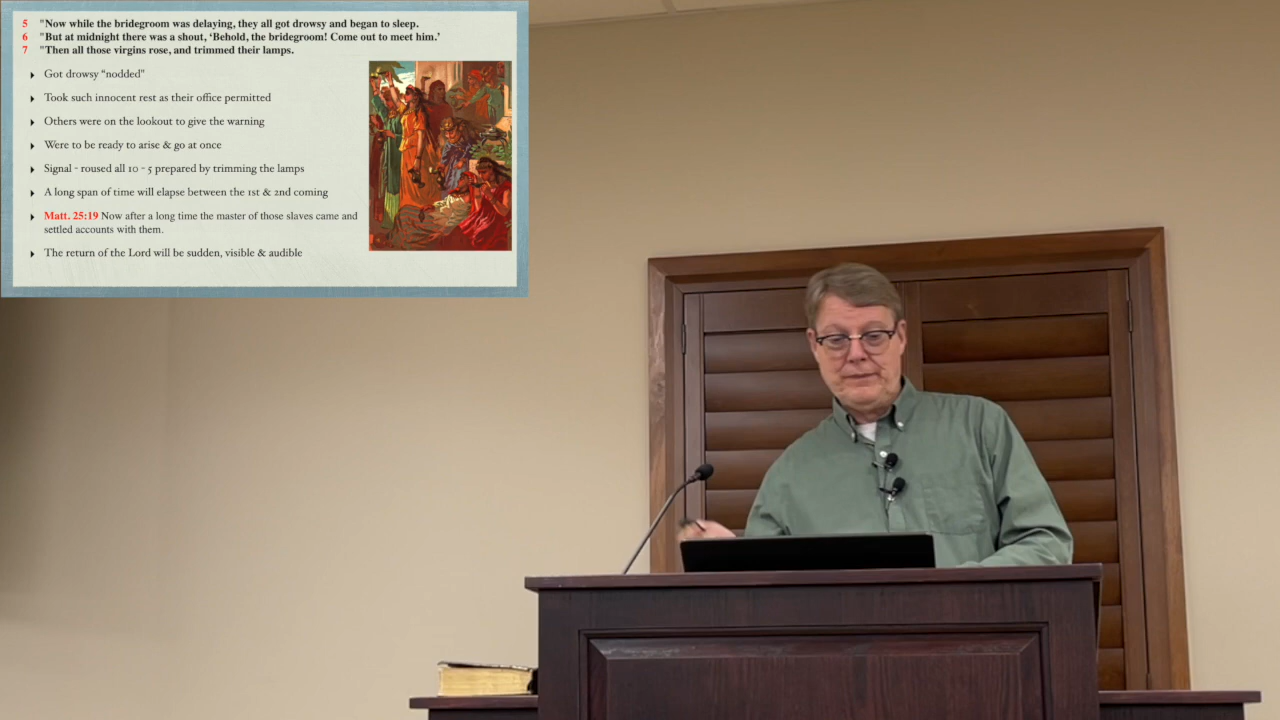 5 "Now while the bridegroom was delaying, they all got drowsy and began to sleep.
6 "But at midnight there was a shout, ‘Behold, the bridegroom! Come out to meet him.’
7 "Then all those virgins rose, and trimmed their lamps.
Got drowsy “nodded”
Took such innocent rest as their office permitted
Others were on the lookout to give the warning
Were to be ready to arise & go at once
Signal - roused all 10 - 5 prepared by trimming the lamps
A long span of time will elapse between the 1st & 2nd coming
Matt. 25:19 Now after a long time the master of those slaves came and
settled accounts with them.
The return of the Lord will be sudden, visible & audible